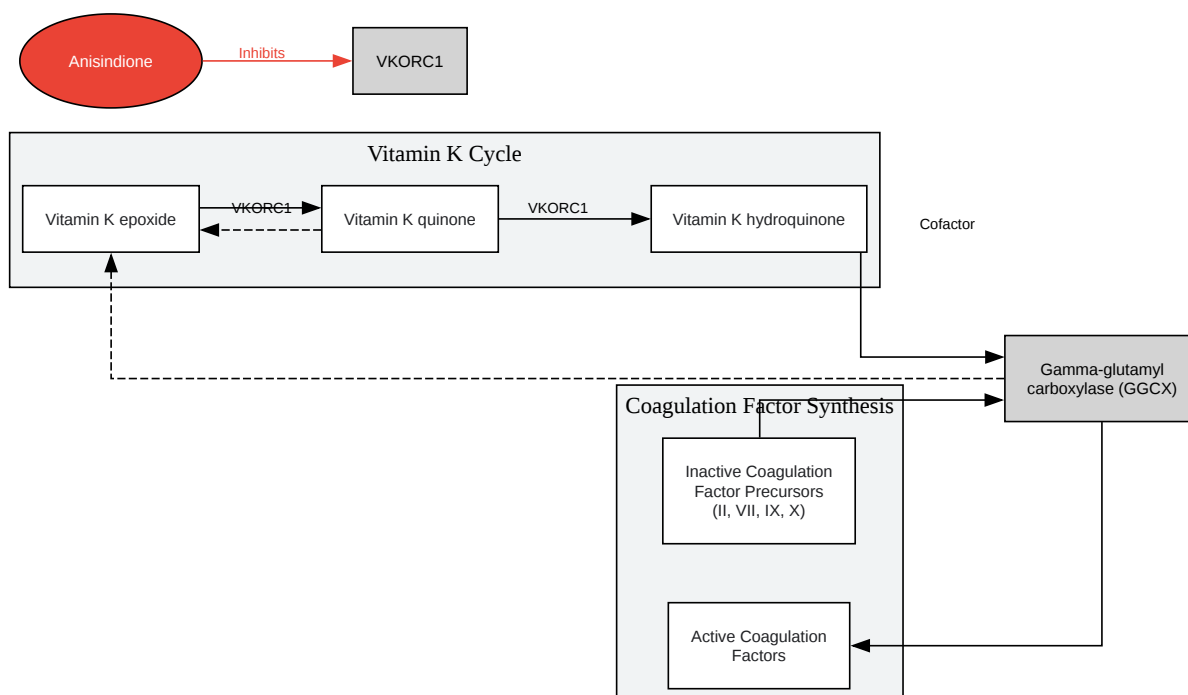 Anisindione
Inhibits
VKORC1
Vitamin K Cycle
Vitamin K epoxide
VKORC1
Vitamin K quinone
VKORC1
Vitamin K hydroquinone
Cofactor
Gamma-glutamyl
carboxylase (GGCX)
Coagulation Factor Synthesis
Inactive Coagulation
Factor Precursors
(II, VII, IX, X)
Active Coagulation
Factors